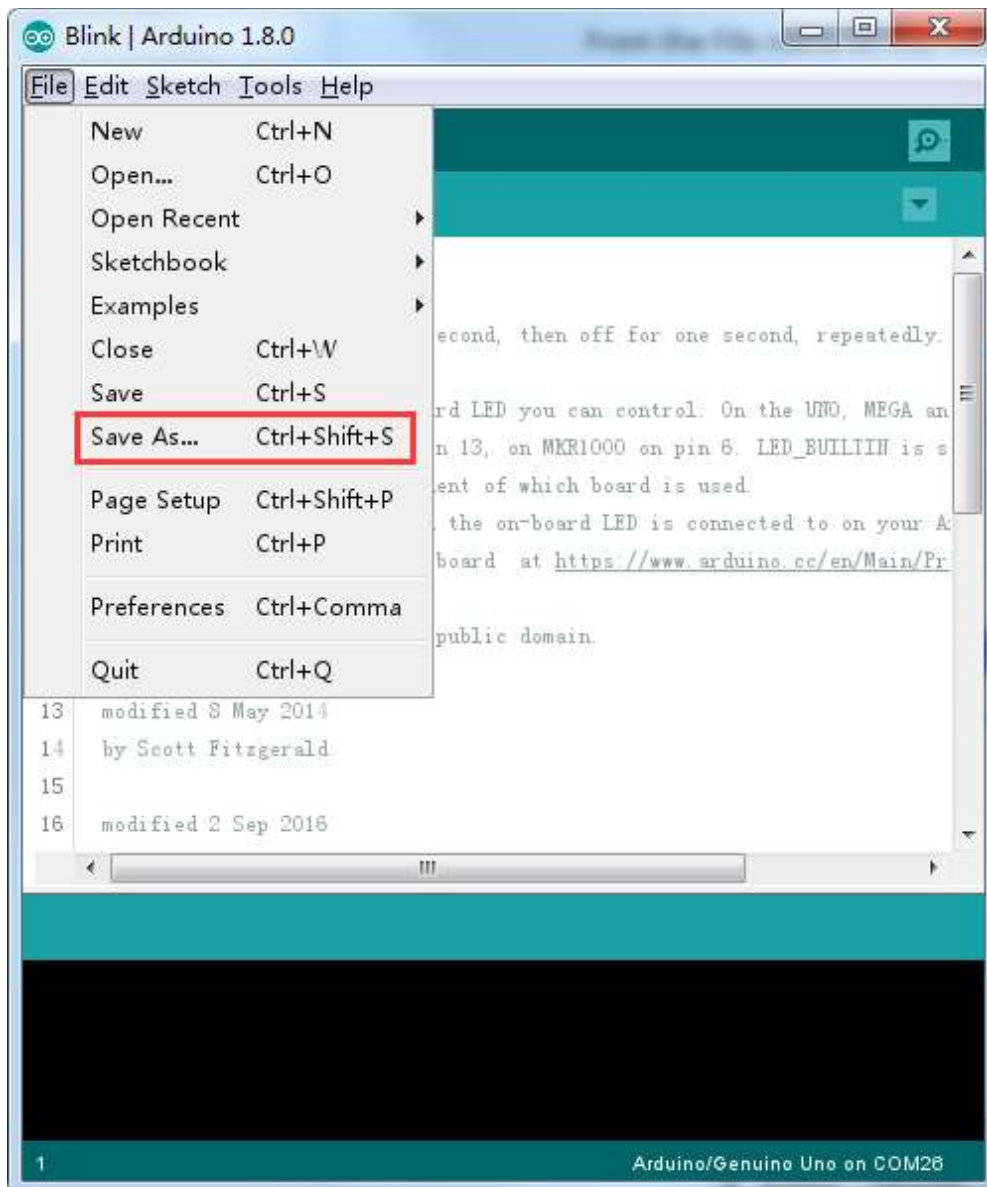 Blink | Arduino 1.8.0
File Edit Sketch Tools Help
New Ctrl+N
Open... Ctrl+O
Open Recent
Sketchbook
Examples
Close Ctrl+W
Save Ctrl+S
Save As... Ctrl+Shift+S
Page Setup Ctrl+Shift+P
Print Ctrl+P
Preferences Ctrl+Comma
Quit Ctrl+Q
econd, then off for one second, repeatedly.
rd LED you can control. On the UNO, MEGA an
n 13, on MKR1000 on pin 6. LED_BUILTIN is s
ent of which board is used.
the on-board LED is connected to on your A
board at https://www.arduino.cc/en/Main/Pr
public domain.
13 modified 8 May 2014
14 by Scott Fitzgerald
15
16 modified 2 Sep 2016
1 Arduino/Genuino Uno on COM26